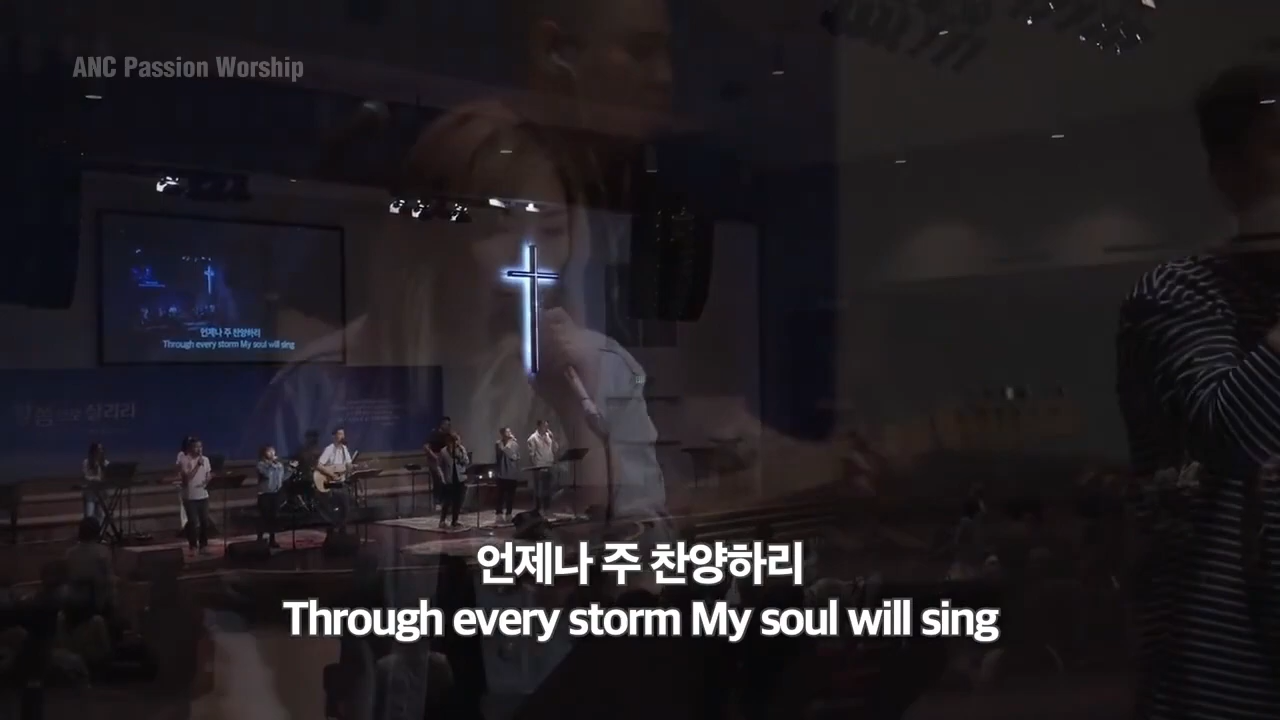 ANC Passion Worship
언제나 주 찬양하리
Through every storm My soul will sing
언제나 주 찬양하리
Through every storm My soul will sing